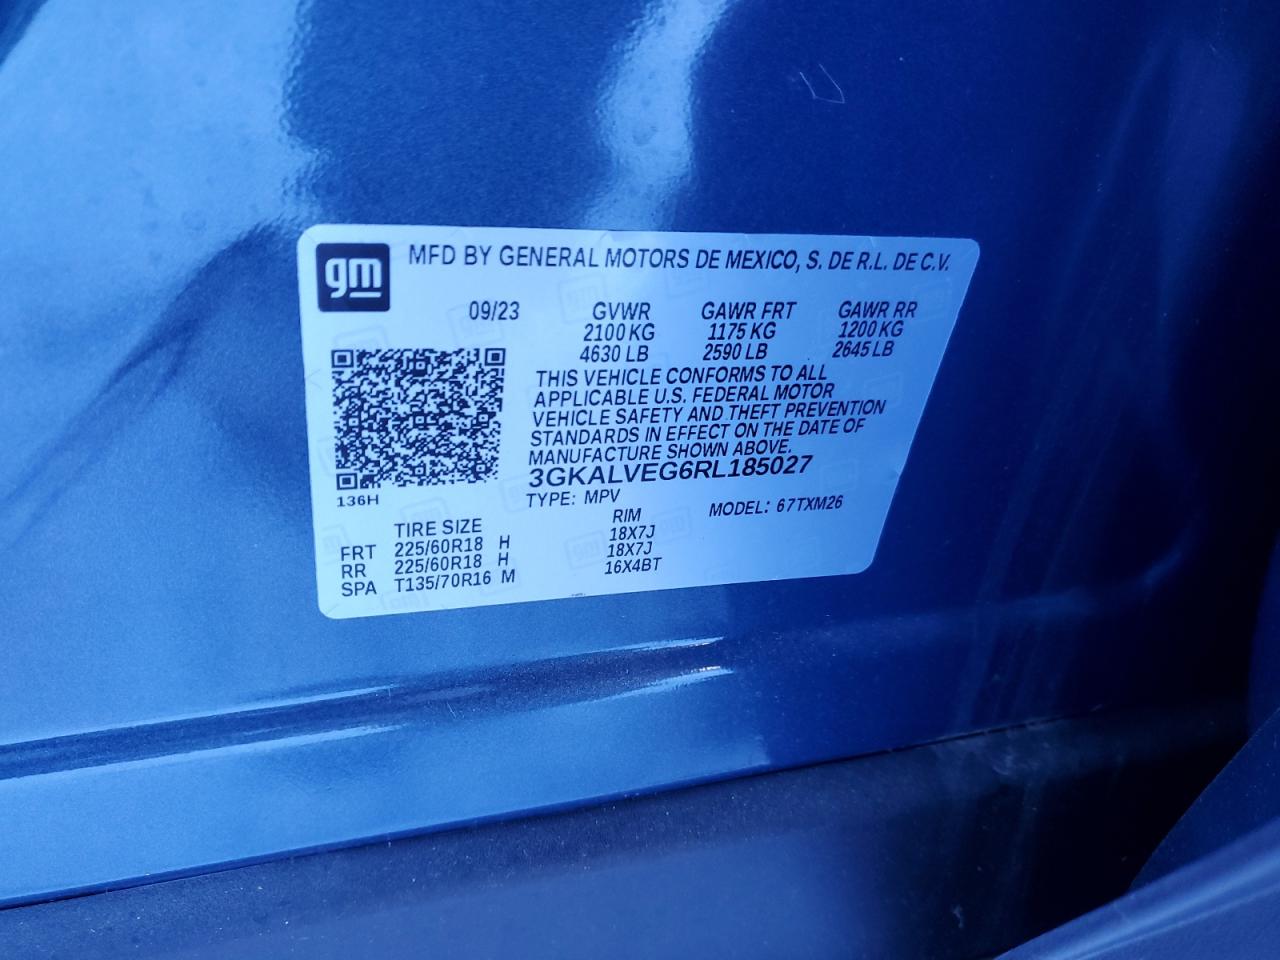 gm MFD BY GENERAL MOTORS DE MEXICO, S. DE R.L. DE C.V.
09/23 GVWR GAWR FRT GAWR RR
2100 KG 1175 KG 1200 KG
4630 LB 2590 LB 2645 LB
THIS VEHICLE CONFORMS TO ALL
APPLICABLE U.S. FEDERAL MOTOR
VEHICLE SAFETY AND THEFT PREVENTION
STANDARDS IN EFFECT ON THE DATE OF
MANUFACTURE SHOWN ABOVE.
3GKALVEG6RL185027
136H TYPE: MPV MODEL: 67TXM26
TIRE SIZE RIM
FRT 225/60R18 H 18X7J
RR 225/60R18 H 18X7J
SPA T135/70R16 M 16X4BT